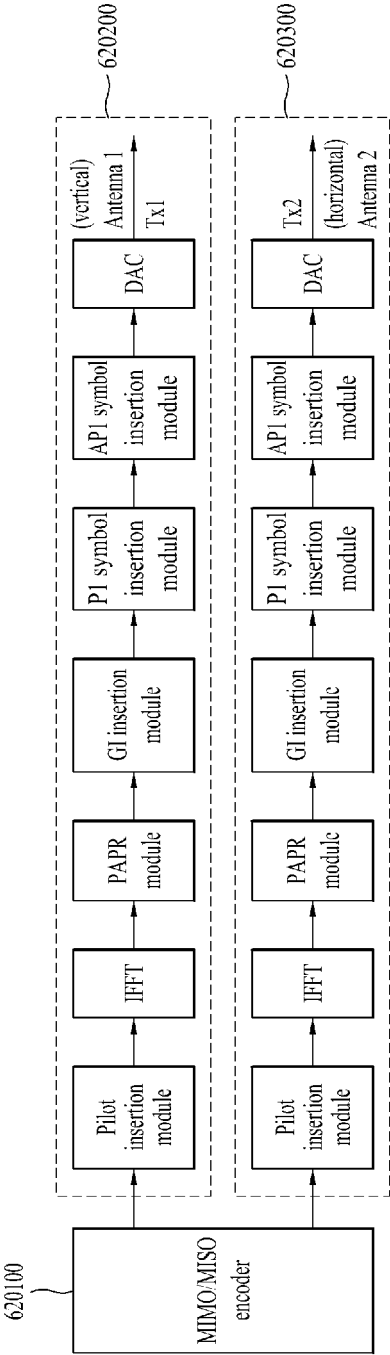 620100
MIMO/MISO
encoder
620200
Pilot
insertion
module
IFFT
PAPR
module
GI insertion
module
P1 symbol
insertion
module
AP1 symbol
insertion
module
DAC
(vertical)
Antenna 1
Tx1
620300
Pilot
insertion
module
IFFT
PAPR
module
GI insertion
module
P1 symbol
insertion
module
AP1 symbol
insertion
module
DAC
Tx2
(horizontal)
Antenna 2